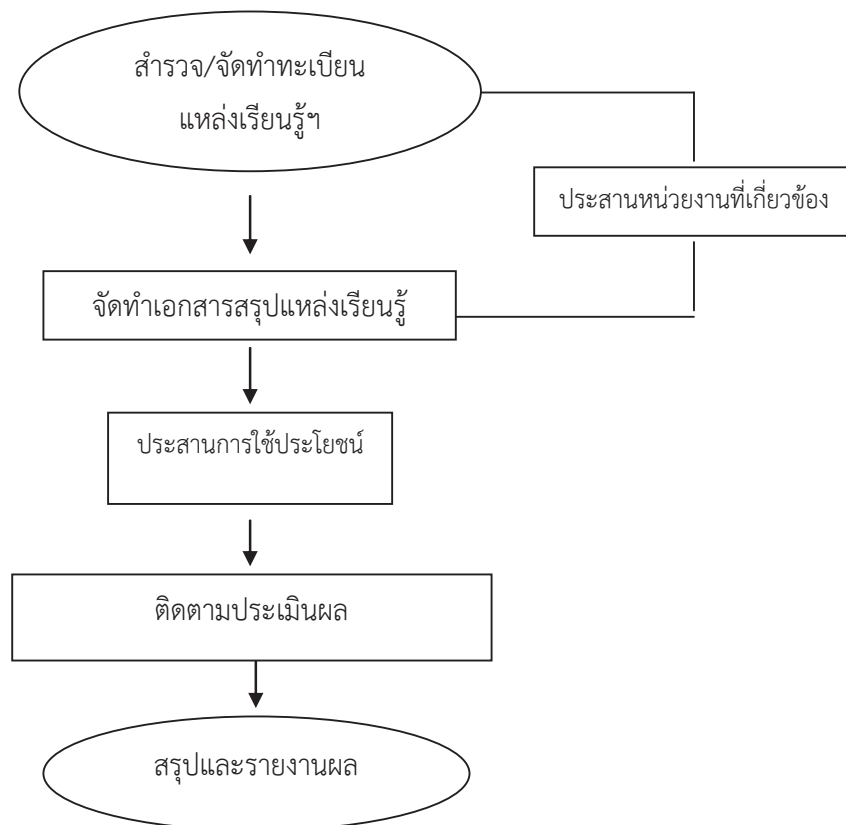 สำรวจ/จัดทำทะเบียน
แหล่งเรียนรู้ฯ
ประสานหน่วยงานที่เกี่ยวข้อง
จัดทำเอกสารสรุปแหล่งเรียนรู้
ประสานการใช้ประโยชน์
ติดตามประเมินผล
สรุปและรายงานผล